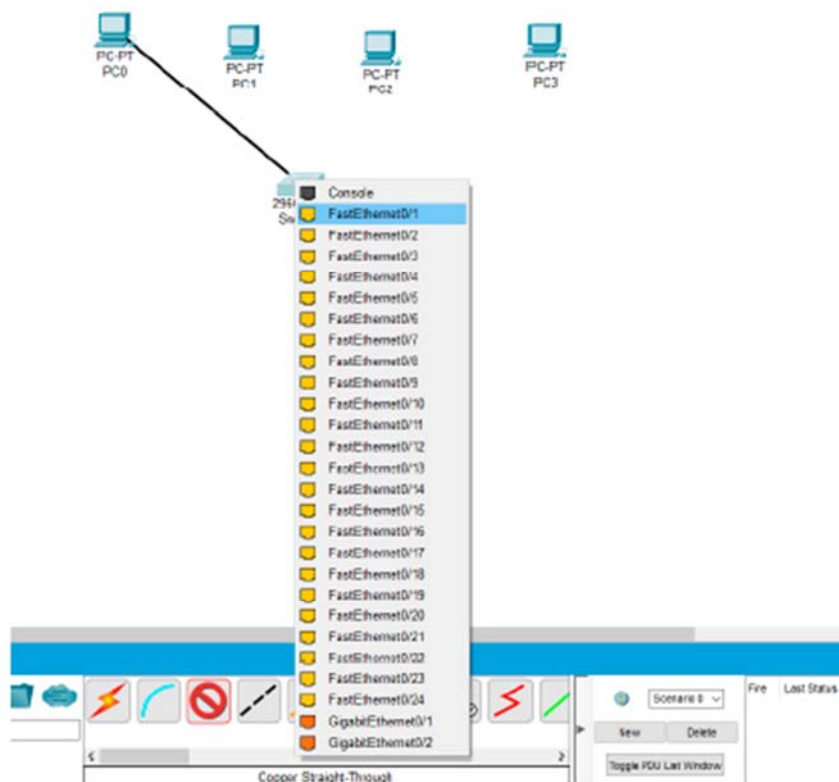 PC-PT
PC0
PC-PT
PC1
PC-PT
PC2
PC-PT
PC3
Console
FastEthernet0/1
FastEthernet0/2
FastEthernet0/3
FastEthernet0/4
FastEthernet0/5
FastEthernet0/6
FastEthernet0/7
FastEthernet0/8
FastEthernet0/9
FastEthernet0/10
FastEthernet0/11
FastEthernet0/12
FastEthernet0/13
FastEthernet0/14
FastEthernet0/15
FastEthernet0/16
FastEthernet0/17
FastEthernet0/18
FastEthernet0/19
FastEthernet0/20
FastEthernet0/21
FastEthernet0/22
FastEthernet0/23
FastEthernet0/24
GigabitEthernet0/1
GigabitEthernet0/2
Scenario 0
Fire Last Status
New Delete
Toggle PDU List Window
Copper Straight-Through